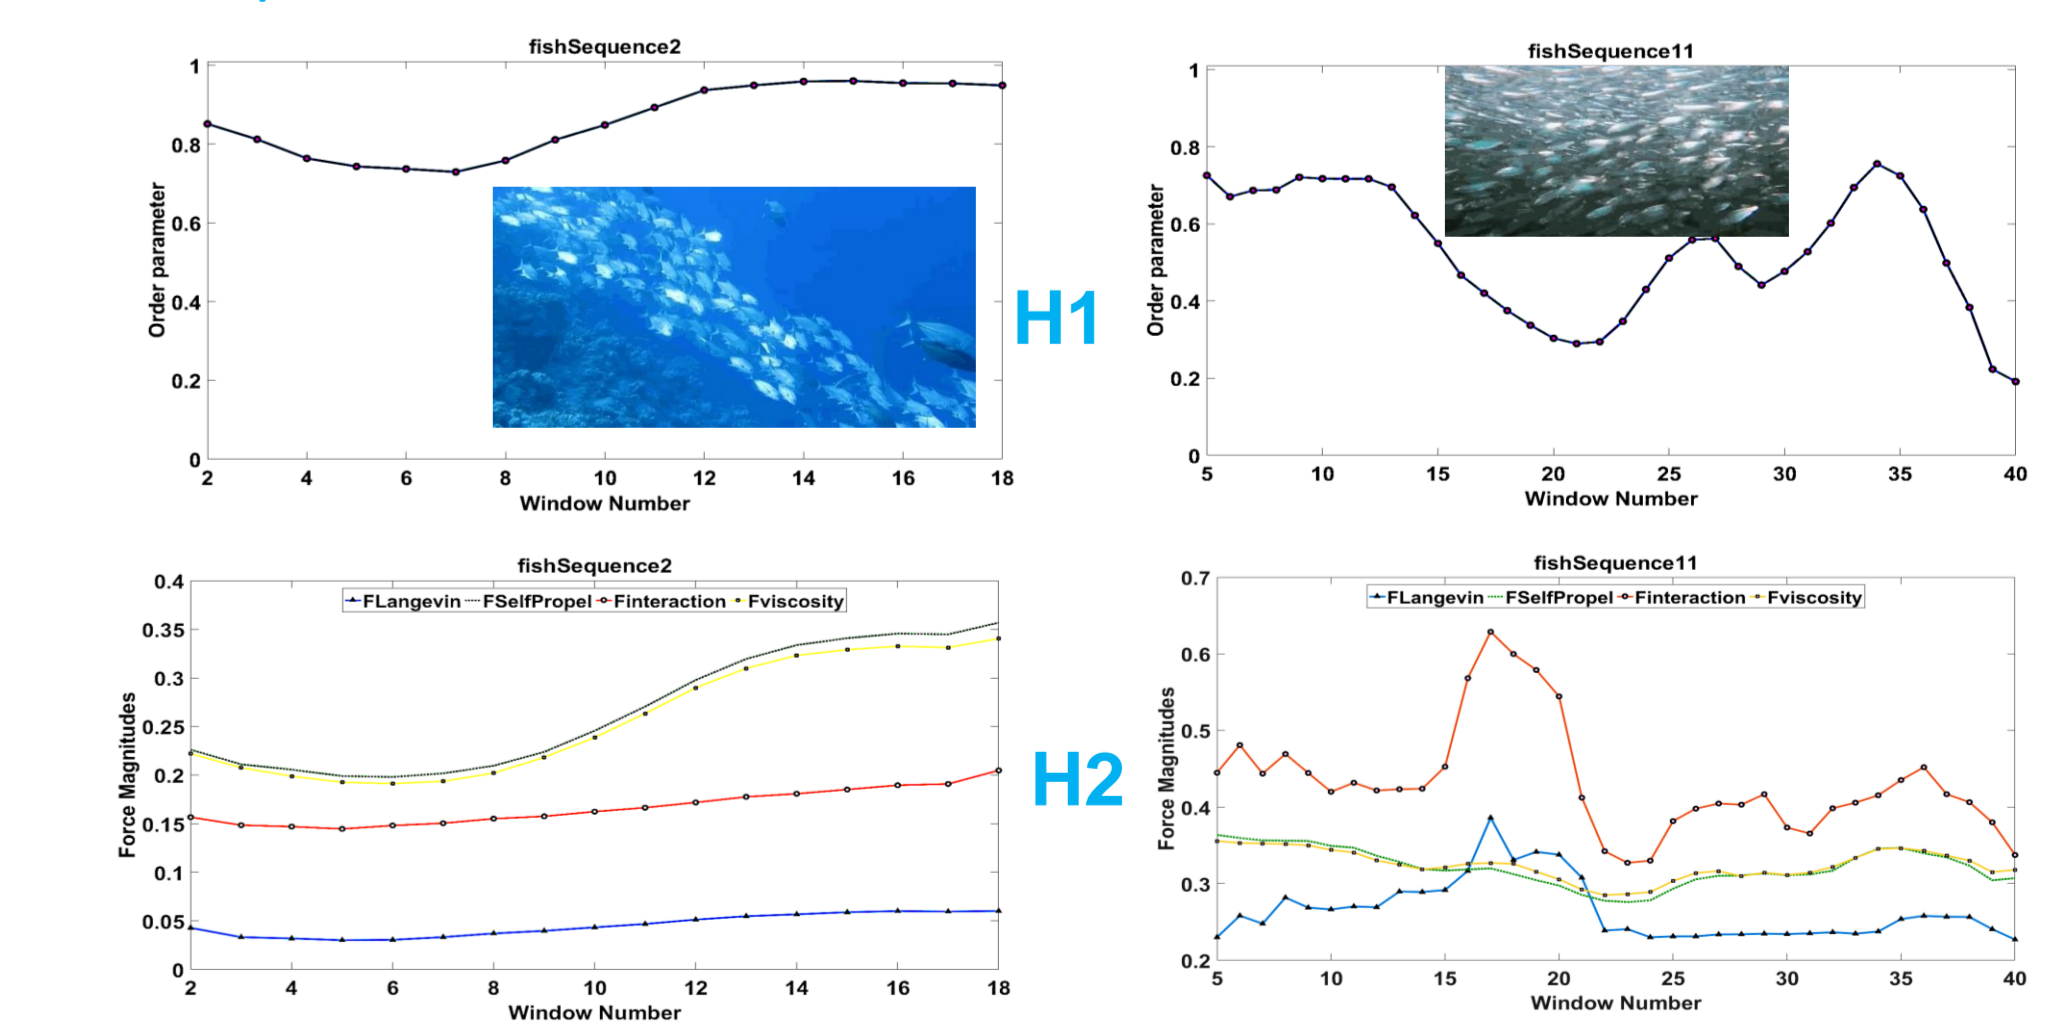 fishSequence2
1
0.8
0.6
0.4
0.2
0
Order parameter
2 4 6 8 10 12 14 16 18
Window Number
H1
fishSequence11
1
0.8
0.6
0.4
0.2
0
Order parameter
5 10 15 20 25 30 35 40
Window Number
fishSequence2
FLangevin FSelfPropel Finteraction Fviscosity
0.4
0.35
0.3
0.25
0.2
0.15
0.1
0.05
0
Force Magnitudes
2 4 6 8 10 12 14 16 18
Window Number
H2
fishSequence11
FLangevin FSelfPropel Finteraction Fviscosity
0.7
0.6
0.5
0.4
0.3
0.2
Force Magnitudes
5 10 15 20 25 30 35 40
Window Number